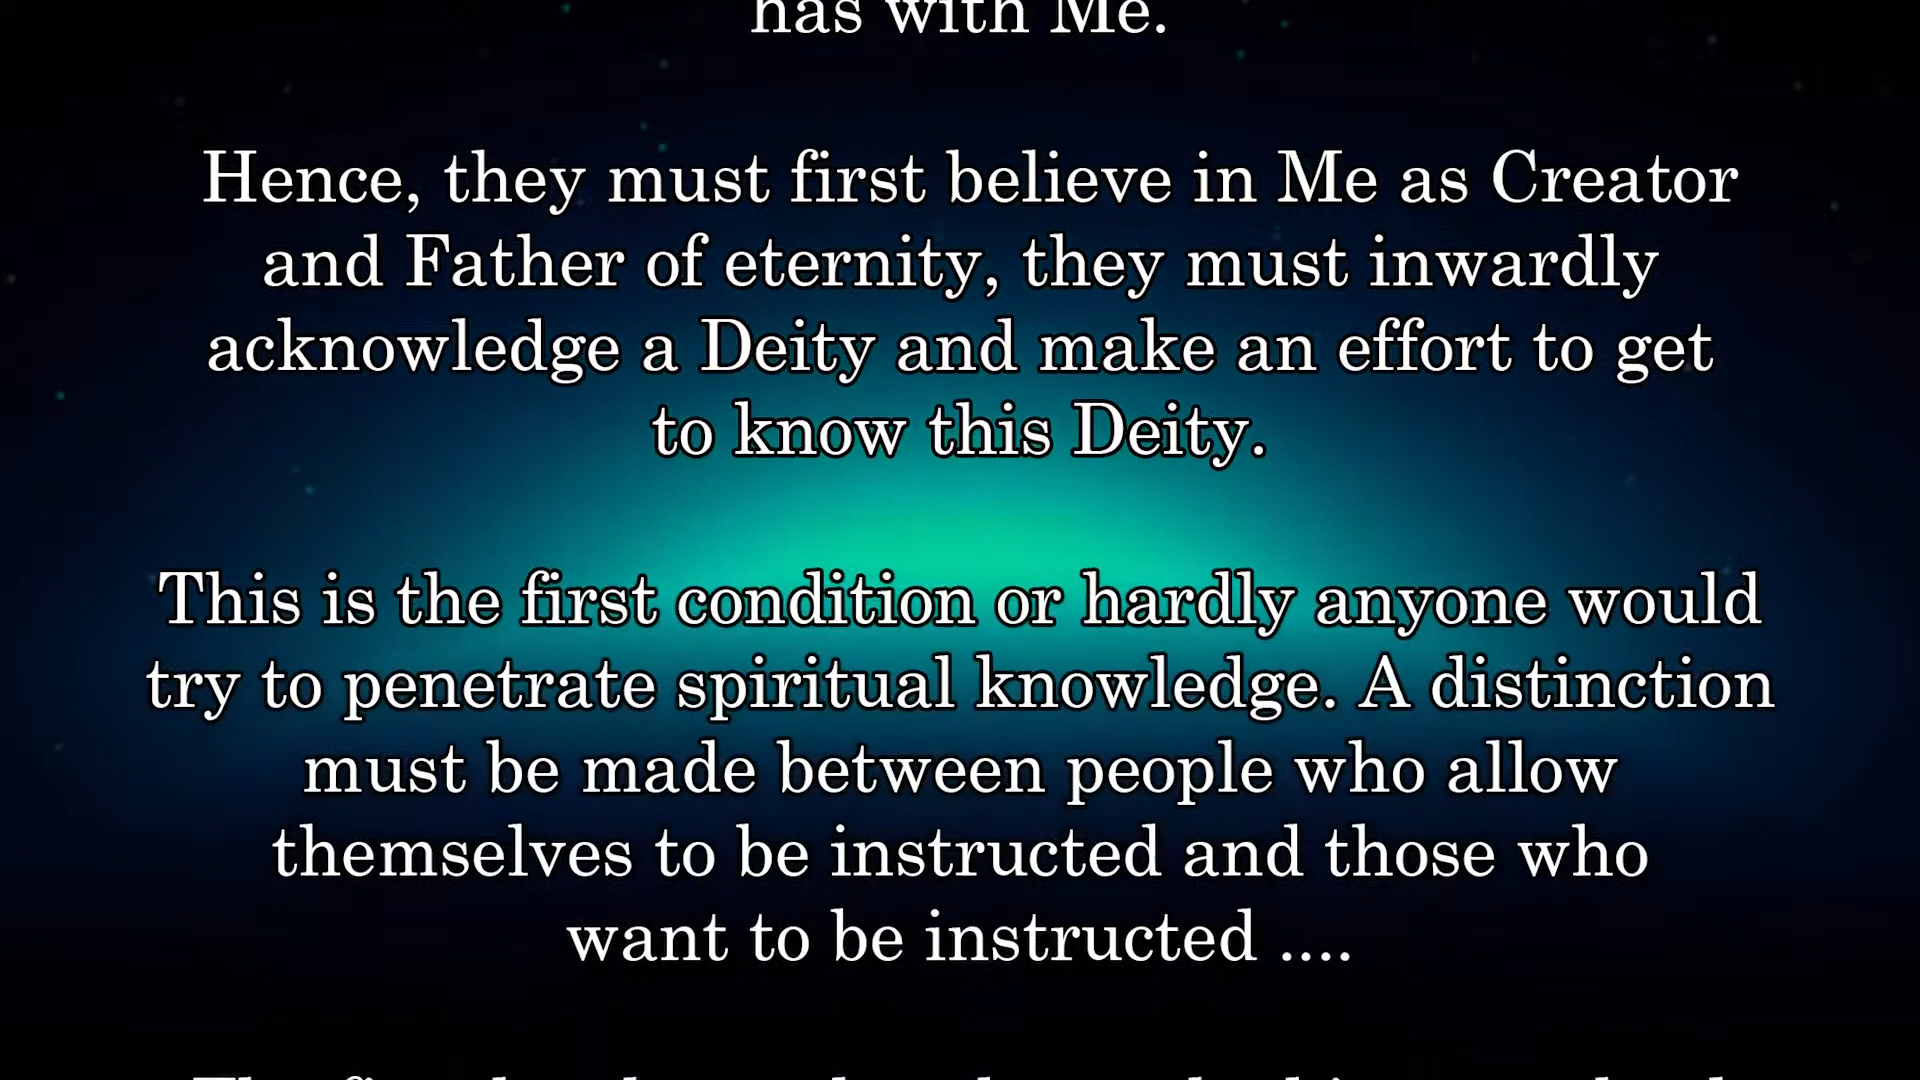 has with Me.
Hence, they must first believe in Me as Creator
and Father of eternity, they must inwardly
acknowledge a Deity and make an effort to get
to know this Deity.
This is the first condition or hardly anyone would
try to penetrate spiritual knowledge. A distinction
must be made between people who allow
themselves to be instructed and those who
want to be instructed ....